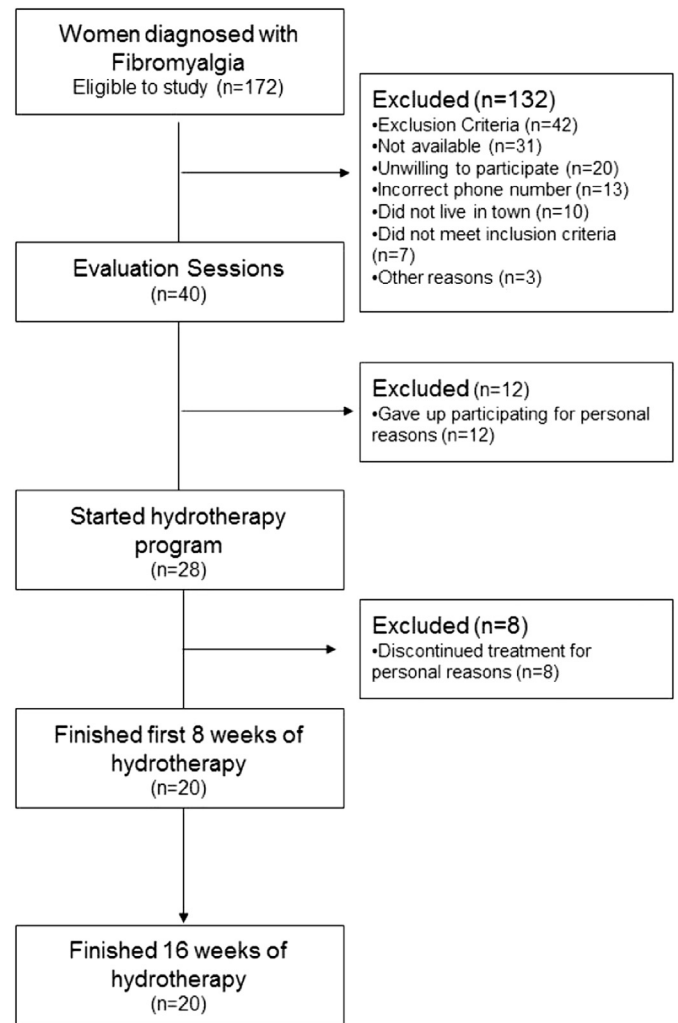 Women diagnosed with
Fibromyalgia
Eligible to study (n=172)
Excluded (n=132)
•Exclusion Criteria (n=42)
•Not available (n=31)
•Unwilling to participate (n=20)
•Incorrect phone number (n=13)
•Did not live in town (n=10)
•Did not meet inclusion criteria
(n=7)
•Other reasons (n=3)
Evaluation Sessions
(n=40)
Excluded (n=12)
•Gave up participating for personal
reasons (n=12)
Started hydrotherapy
program
(n=28)
Excluded (n=8)
•Discontinued treatment for
personal reasons (n=8)
Finished first 8 weeks of
hydrotherapy
(n=20)
Finished 16 weeks of
hydrotherapy
(n=20)